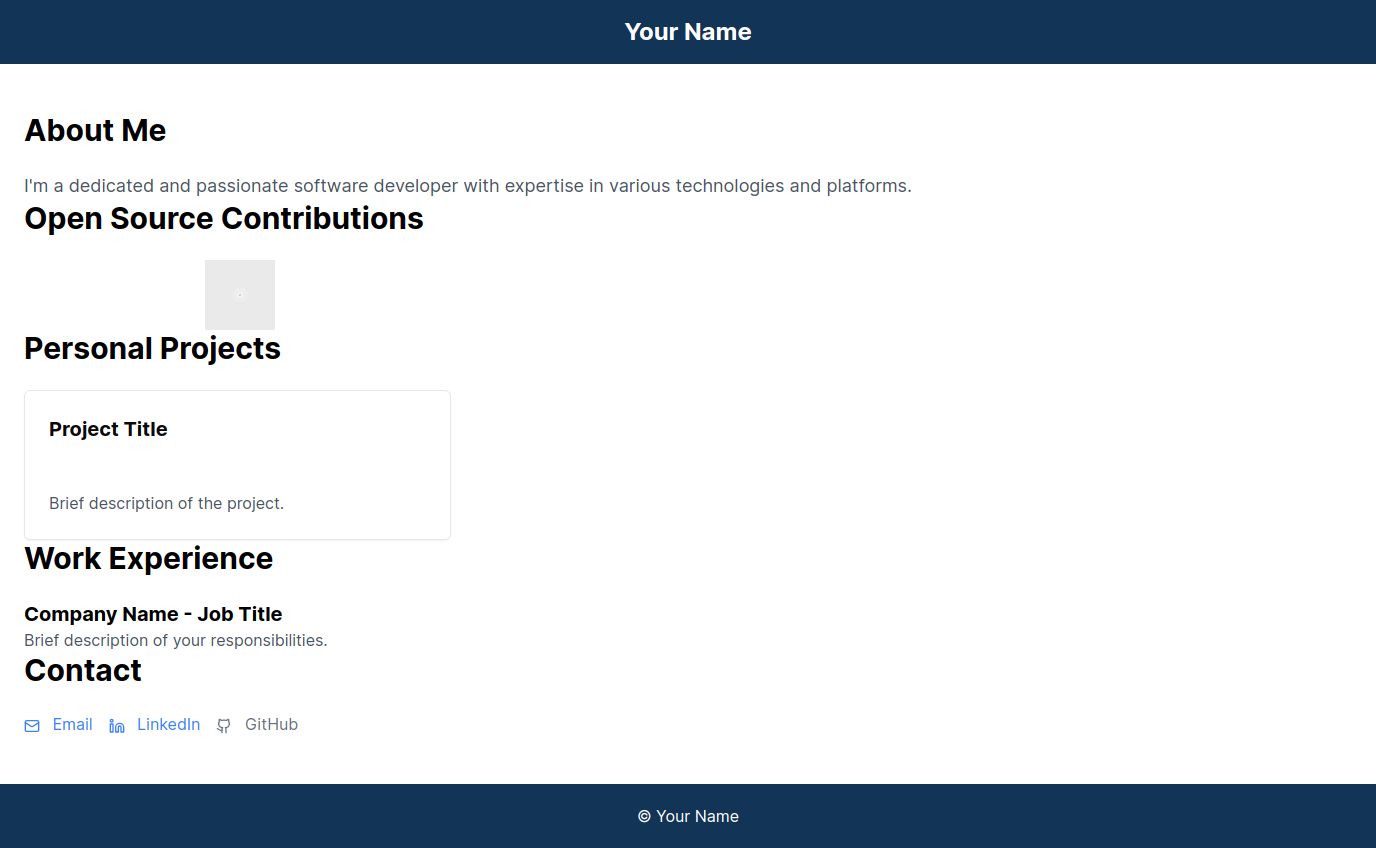 Your Name
About Me
I'm a dedicated and passionate software developer with expertise in various technologies and platforms.
Open Source Contributions
Personal Projects
Project Title
Brief description of the project.
Work Experience
Company Name - Job Title
Brief description of your responsibilities.
Contact
Email LinkedIn GitHub
© Your Name